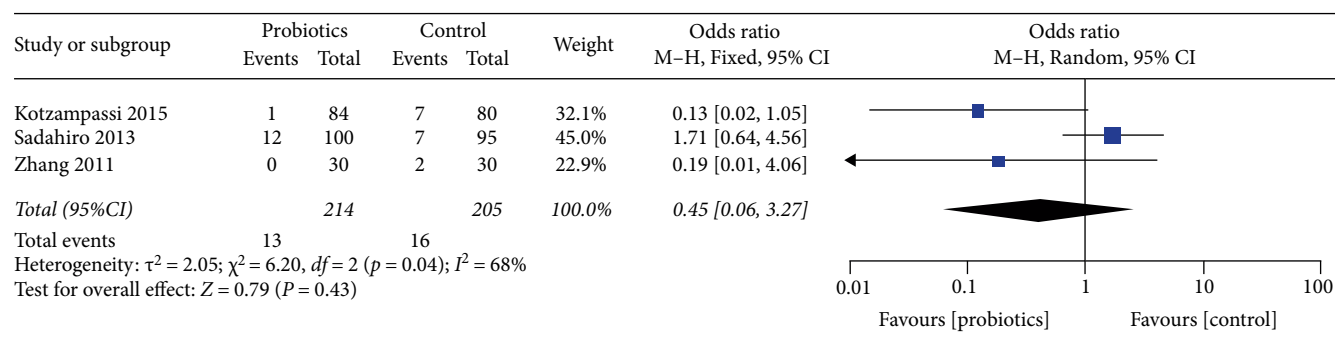 Study or subgroup Probiotics Control Weight Odds ratio Odds ratio
Events Total Events Total M–H, Fixed, 95% CI M–H, Random, 95% CI
Kotzampassi 2015 1 84 7 80 32.1% 0.13 [0.02, 1.05]
Sadahiro 2013 12 100 7 95 45.0% 1.71 [0.64, 4.56]
Zhang 2011 0 30 2 30 22.9% 0.19 [0.01, 4.06]
Total (95%CI) 214 205 100.0% 0.45 [0.06, 3.27]
Total events 13 16
Heterogeneity: τ² = 2.05; χ² = 6.20, df = 2 (p = 0.04); I² = 68%
Test for overall effect: Z = 0.79 (P = 0.43)
0.01 0.1 1 10 100
Favours [probiotics] Favours [control]